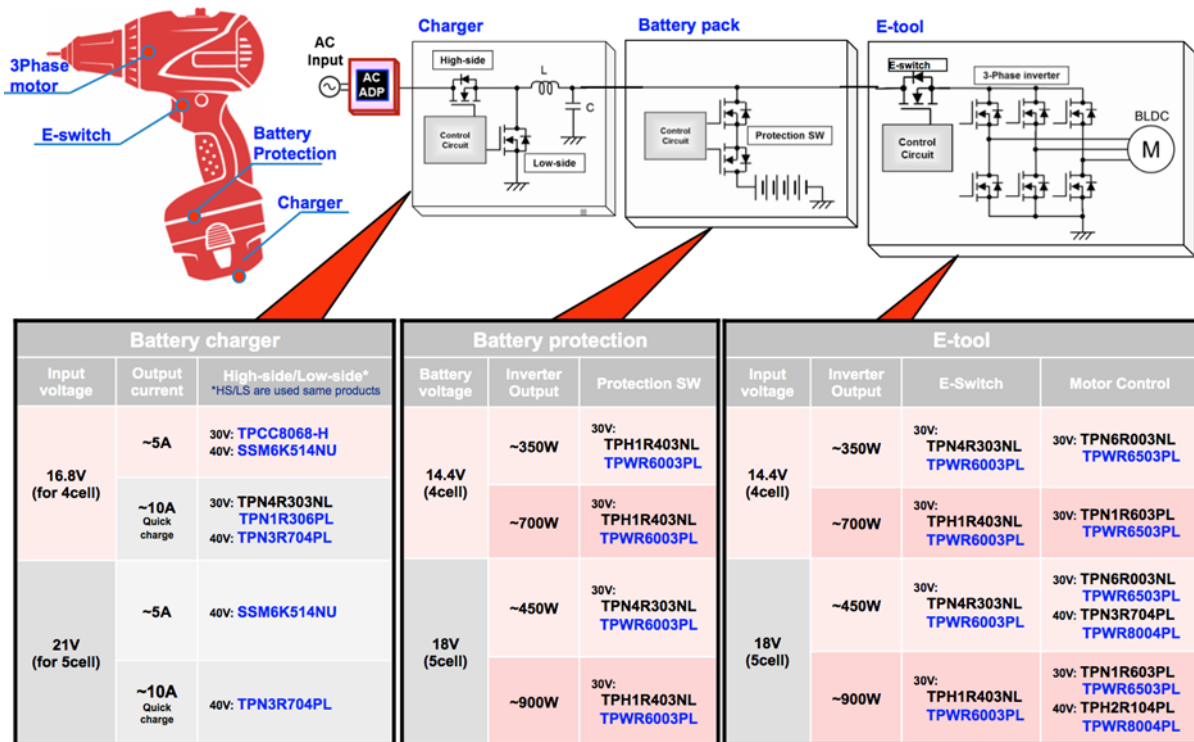 3Phase
motor
E-switch
Battery
Protection
Charger
AC
Input
AC
ADP
Charger
High-side
L
C
Control
Circuit
Low-side
Battery pack
Control
Circuit
Protection SW
E-tool
E-switch
3-Phase inverter
Control
Circuit
BLDC
M
Battery charger
Input
voltage
Output
current
High-side/Low-side*
*HS/LS are used same products
16.8V
(for 4cell)
~5A
30V: TPCC8068-H
40V: SSM6K514NU
~10A
Quick
charge
30V: TPN4R303NL
TPN1R306PL
40V: TPN3R704PL
21V
(for 5cell)
~5A
40V: SSM6K514NU
~10A
Quick
charge
40V: TPN3R704PL
Battery protection
Battery
voltage
Inverter
Output
Protection SW
14.4V
(4cell)
~350W
30V:
TPH1R403NL
TPWR6003PL
~700W
30V:
TPH1R403NL
TPWR6003PL
18V
(5cell)
~450W
30V:
TPN4R303NL
TPWR6003PL
~900W
30V:
TPH1R403NL
TPWR6003PL
E-tool
Input
voltage
Inverter
Output
E-Switch
Motor Control
14.4V
(4cell)
~350W
30V:
TPN4R303NL
TPWR6003PL
30V: TPN6R003NL
TPWR6503PL
~700W
30V:
TPH1R403NL
TPWR6003PL
30V: TPN1R603PL
TPWR6503PL
18V
(5cell)
~450W
30V:
TPN4R303NL
TPWR6003PL
30V: TPN6R003NL
TPWR6503PL
40V: TPN3R704PL
TPWR8004PL
~900W
30V:
TPH1R403NL
TPWR6003PL
30V: TPN1R603PL
TPWR6503PL
40V: TPH2R104PL
TPWR8004PL